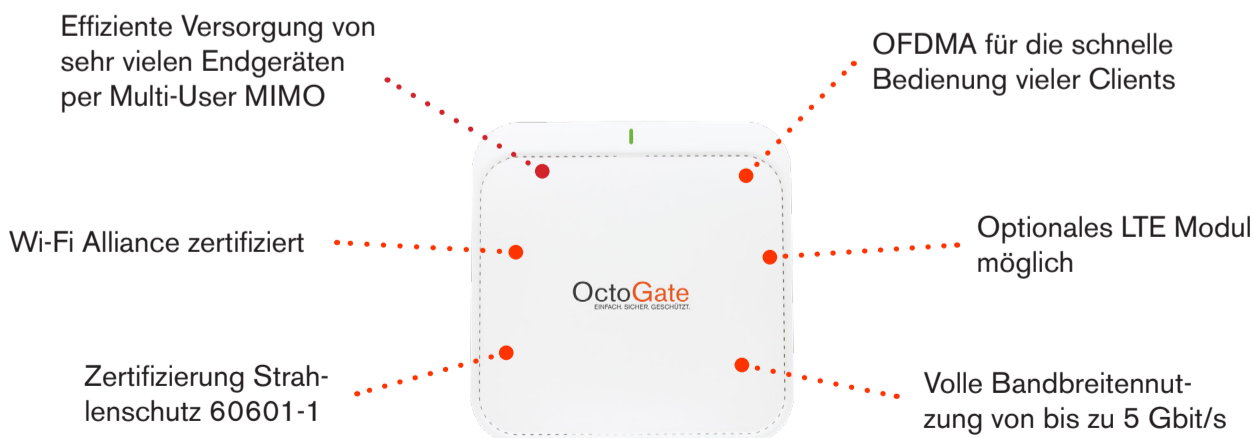 Effiziente Versorgung von
sehr vielen Endgeräten
per Multi-User MIMO
OFDMA für die schnelle
Bedienung vieler Clients
Wi-Fi Alliance zertifiziert
Optionales LTE Modul
möglich
OctoGate
EINFACH. SICHER. GESCHÜTZT.
Zertifizierung Strah-
lenschutz 60601-1
Volle Bandbreitennut-
zung von bis zu 5 Gbit/s